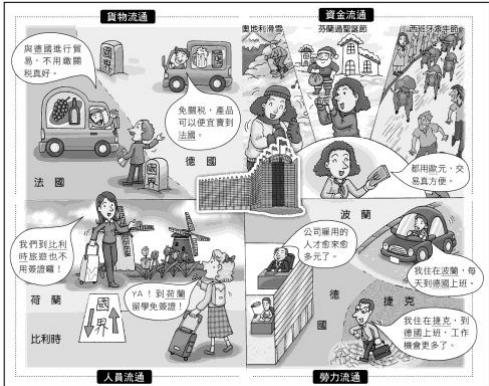 貨物流通
與德國進行貿
易，不用繳關
稅真好。
國界
免關稅，產品
可以便宜賣到
法國。
國界
德國
法國
資金流通
奧地利滑雪
芬蘭過聖誕節
西班牙奔牛節
都用歐元，交
易真方便。
我們到比利
時旅遊也不
用簽證囉！
荷蘭
國界
比利時
YA！到荷蘭
留學免簽證！
人員流通
波蘭
公司雇用的
人才愈來愈
多元了。
我住在波蘭，每
天到德國上班。
德國
捷克
我住在捷克，到
德國上班，工作
機會更多了。
勞力流通